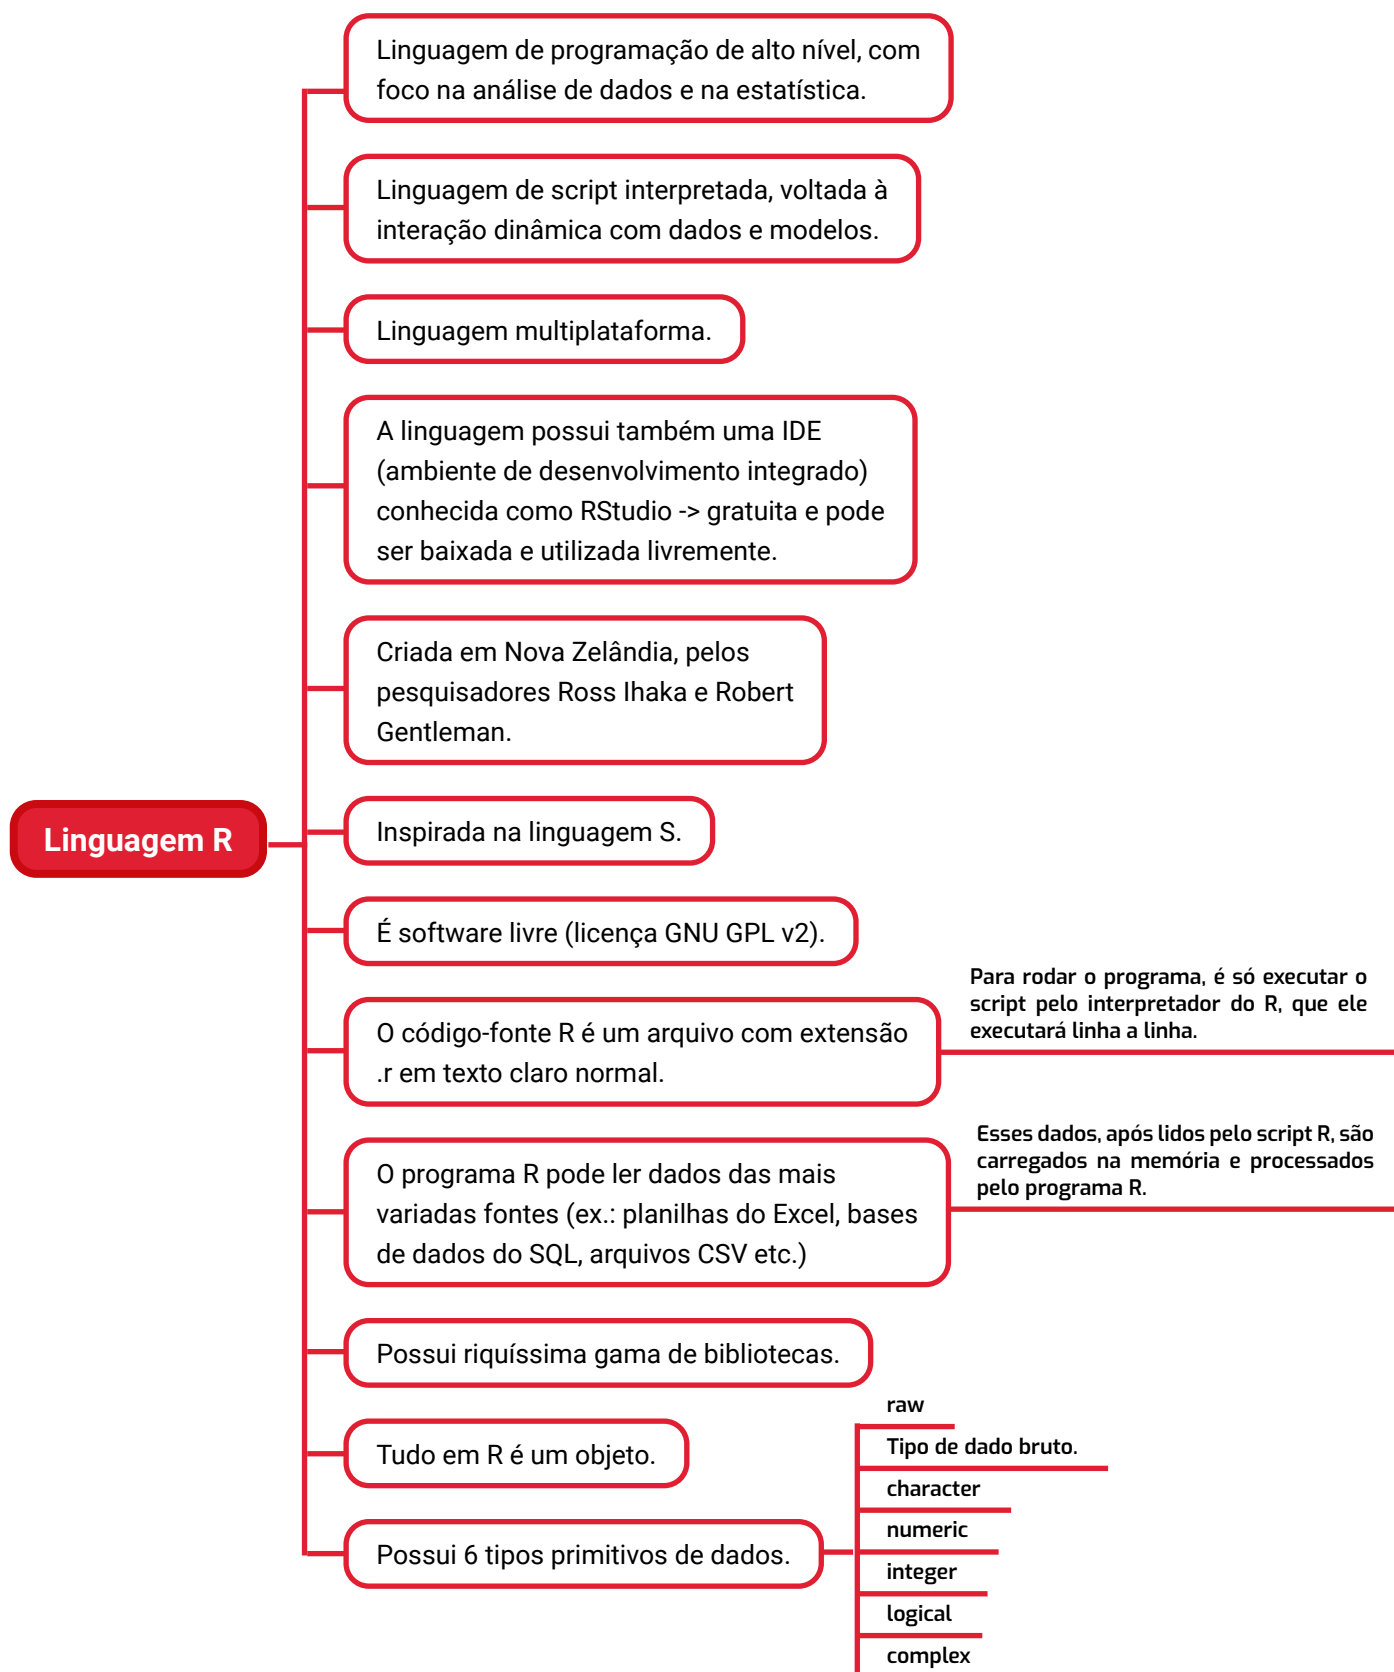 Linguagem de programação de alto nível, com
foco na análise de dados e na estatística.
Linguagem de script interpretada, voltada à
interação dinâmica com dados e modelos.
Linguagem multiplataforma.
A linguagem possui também uma IDE
(ambiente de desenvolvimento integrado)
conhecida como RStudio -> gratuita e pode
ser baixada e utilizada livremente.
Criada em Nova Zelândia, pelos
pesquisadores Ross Ihaka e Robert
Gentleman.
Linguagem R
Inspirada na linguagem S.
É software livre (licença GNU GPL v2).
O código-fonte R é um arquivo com extensão
.r em texto claro normal.
Para rodar o programa, é só executar o
script pelo interpretador do R, que ele
executará linha a linha.
O programa R pode ler dados das mais
variadas fontes (ex.: planilhas do Excel, bases
de dados do SQL, arquivos CSV etc.)
Esses dados, após lidos pelo script R, são
carregados na memória e processados
pelo programa R.
Possui riquíssima gama de bibliotecas.
Tudo em R é um objeto.
Possui 6 tipos primitivos de dados.
raw
Tipo de dado bruto.
character
numeric
integer
logical
complex